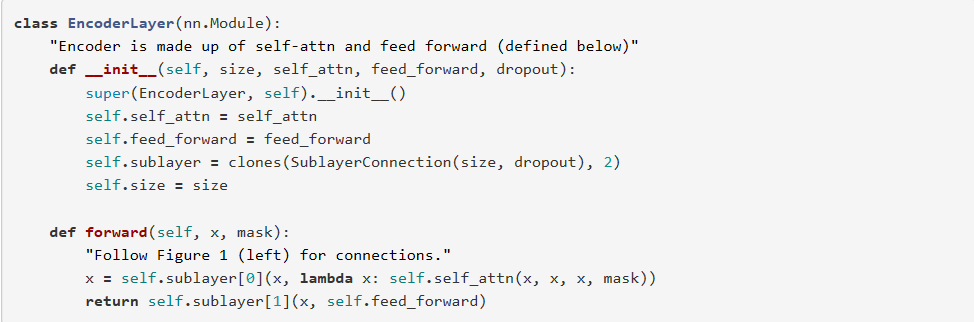 class EncoderLayer(nn.Module):
    "Encoder is made up of self-attn and feed forward (defined below)"
    def __init__(self, size, self_attn, feed_forward, dropout):
        super(EncoderLayer, self).__init__()
        self.self_attn = self_attn
        self.feed_forward = feed_forward
        self.sublayer = clones(SublayerConnection(size, dropout), 2)
        self.size = size

    def forward(self, x, mask):
        "Follow Figure 1 (left) for connections."
        x = self.sublayer[0](x, lambda x: self.self_attn(x, x, x, mask))
        return self.sublayer[1](x, self.feed_forward)